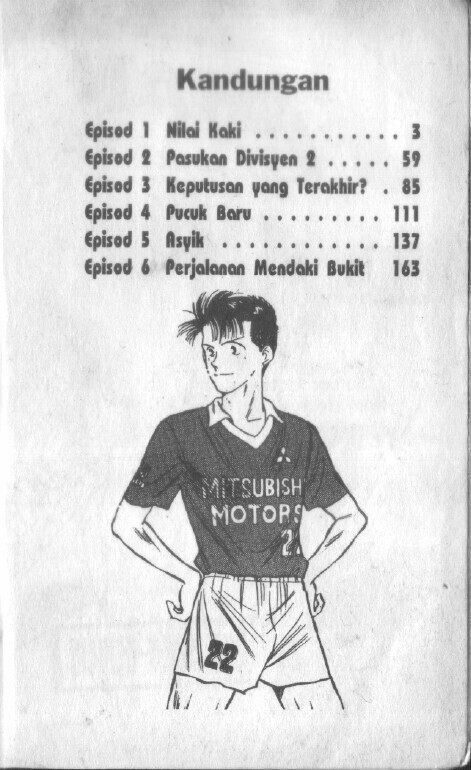 Kandungan
Episod 1 Nilai Kaki . . . . . . . . . . . 3
Episod 2 Pasukan Divisyen 2 . . . . . 59
Episod 3 Keputusan yang Terakhir? . 85
Episod 4 Pucuk Baru . . . . . . . . . 111
Episod 5 Asyik . . . . . . . . . . . . 137
Episod 6 Perjalanan Mendaki Bukit 163
MITSUBISH
MOTORS
22
22